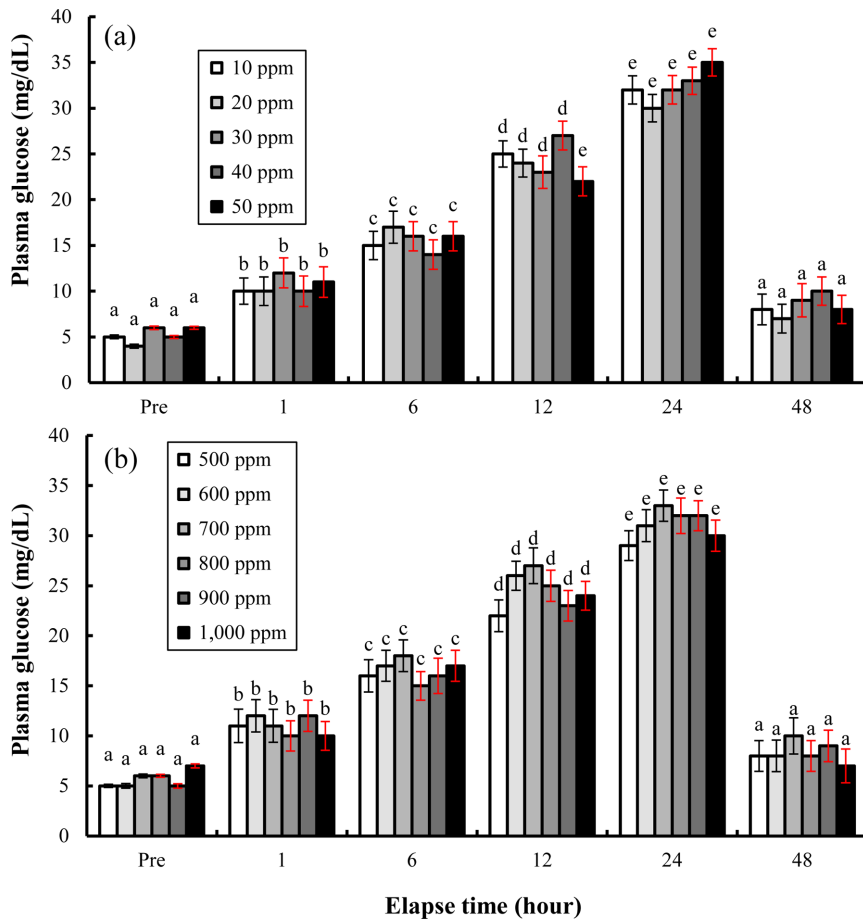 (a)
Plasma glucose (mg/dL)
40
35
30
25
20
15
10
5
0
10 ppm
20 ppm
30 ppm
40 ppm
50 ppm
a a a a a
b b b b b
c c c c c
d d d d e
e e e e e
a a a a a
Pre 1 6 12 24 48
(b)
Plasma glucose (mg/dL)
40
35
30
25
20
15
10
5
0
500 ppm
600 ppm
700 ppm
800 ppm
900 ppm
1,000 ppm
a a a a a a
b b b b b b
c c c c c c
d d d d d d
e e e e e e
a a a a a a
Pre 1 6 12 24 48
Elapse time (hour)